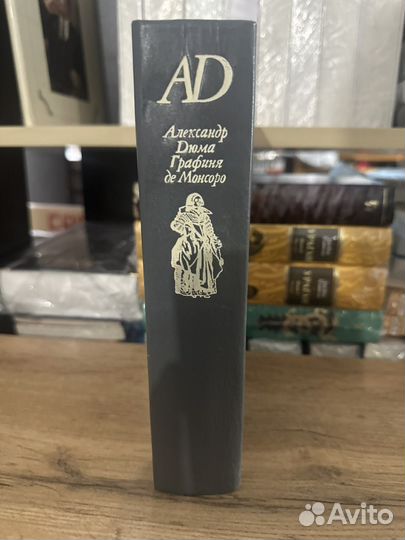 AD
Александр
Дюма
Графиня
де Монсоро
Avito